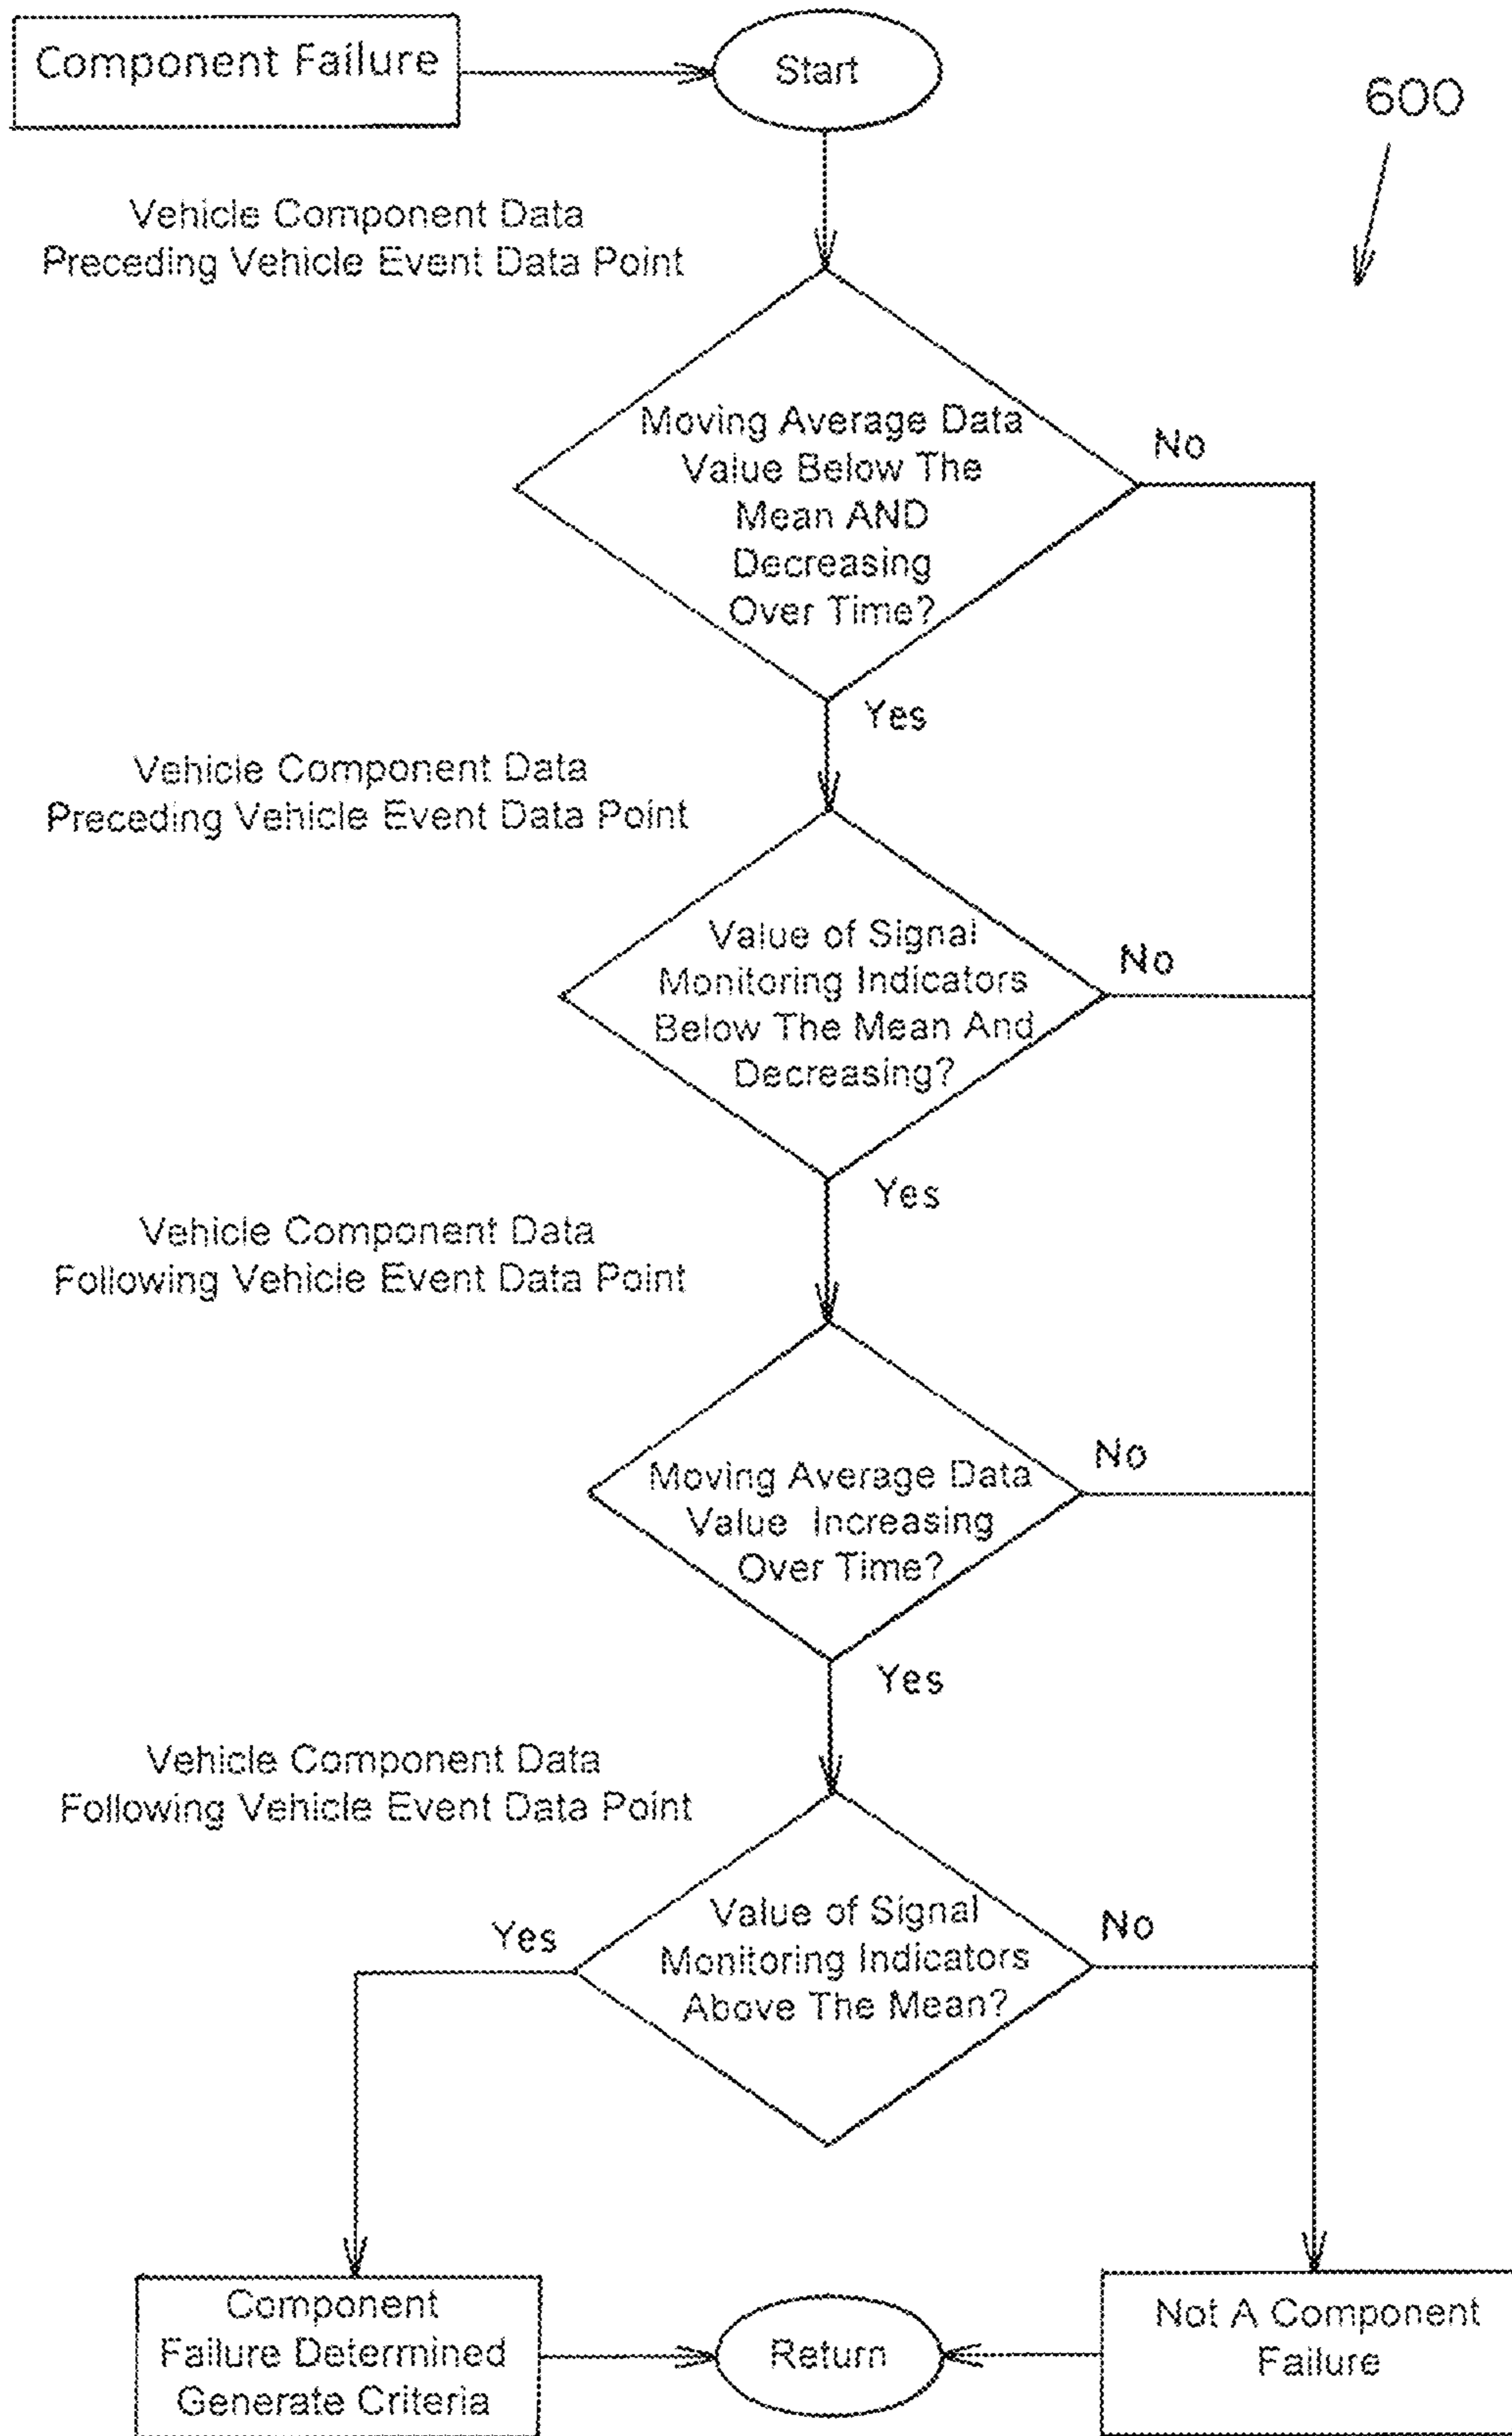 Component Failure
Start
600
Vehicle Component Data
Preceding Vehicle Event Data Point
Moving Average Data
Value Below The
Mean AND
Decreasing
Over Time?
No
Yes
Vehicle Component Data
Preceding Vehicle Event Data Point
Value of Signal
Monitoring Indicators
Below The Mean And
Decreasing?
No
Yes
Vehicle Component Data
Following Vehicle Event Data Point
Moving Average Data
Value Increasing
Over Time?
No
Yes
Vehicle Component Data
Following Vehicle Event Data Point
Yes
Value of Signal
Monitoring Indicators
Above The Mean?
No
Component
Failure Determined
Generate Criteria
Return
Not A Component
Failure